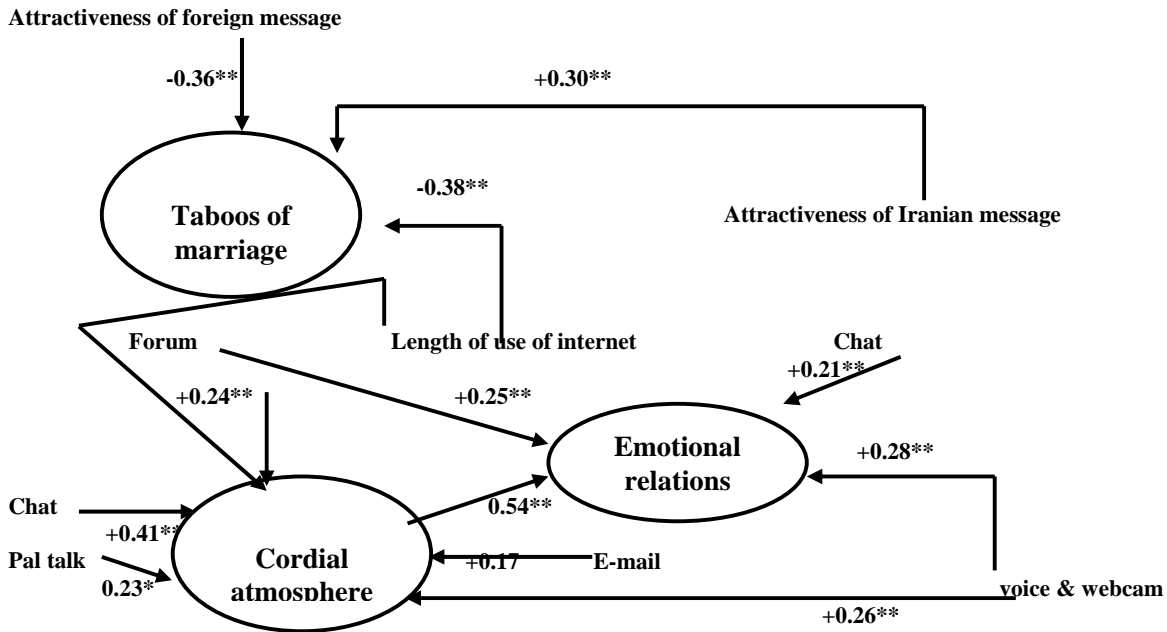 Attractiveness of foreign message
-0.36**
+0.30**
-0.38**
Taboos of
marriage
Attractiveness of Iranian message
Forum
Length of use of internet
Chat
+0.21**
+0.24**
+0.25**
Emotional
relations
+0.28**
Chat
+0.41**
0.54**
Pal talk
0.23*
Cordial
atmosphere
+0.17
E-mail
voice & webcam
+0.26**